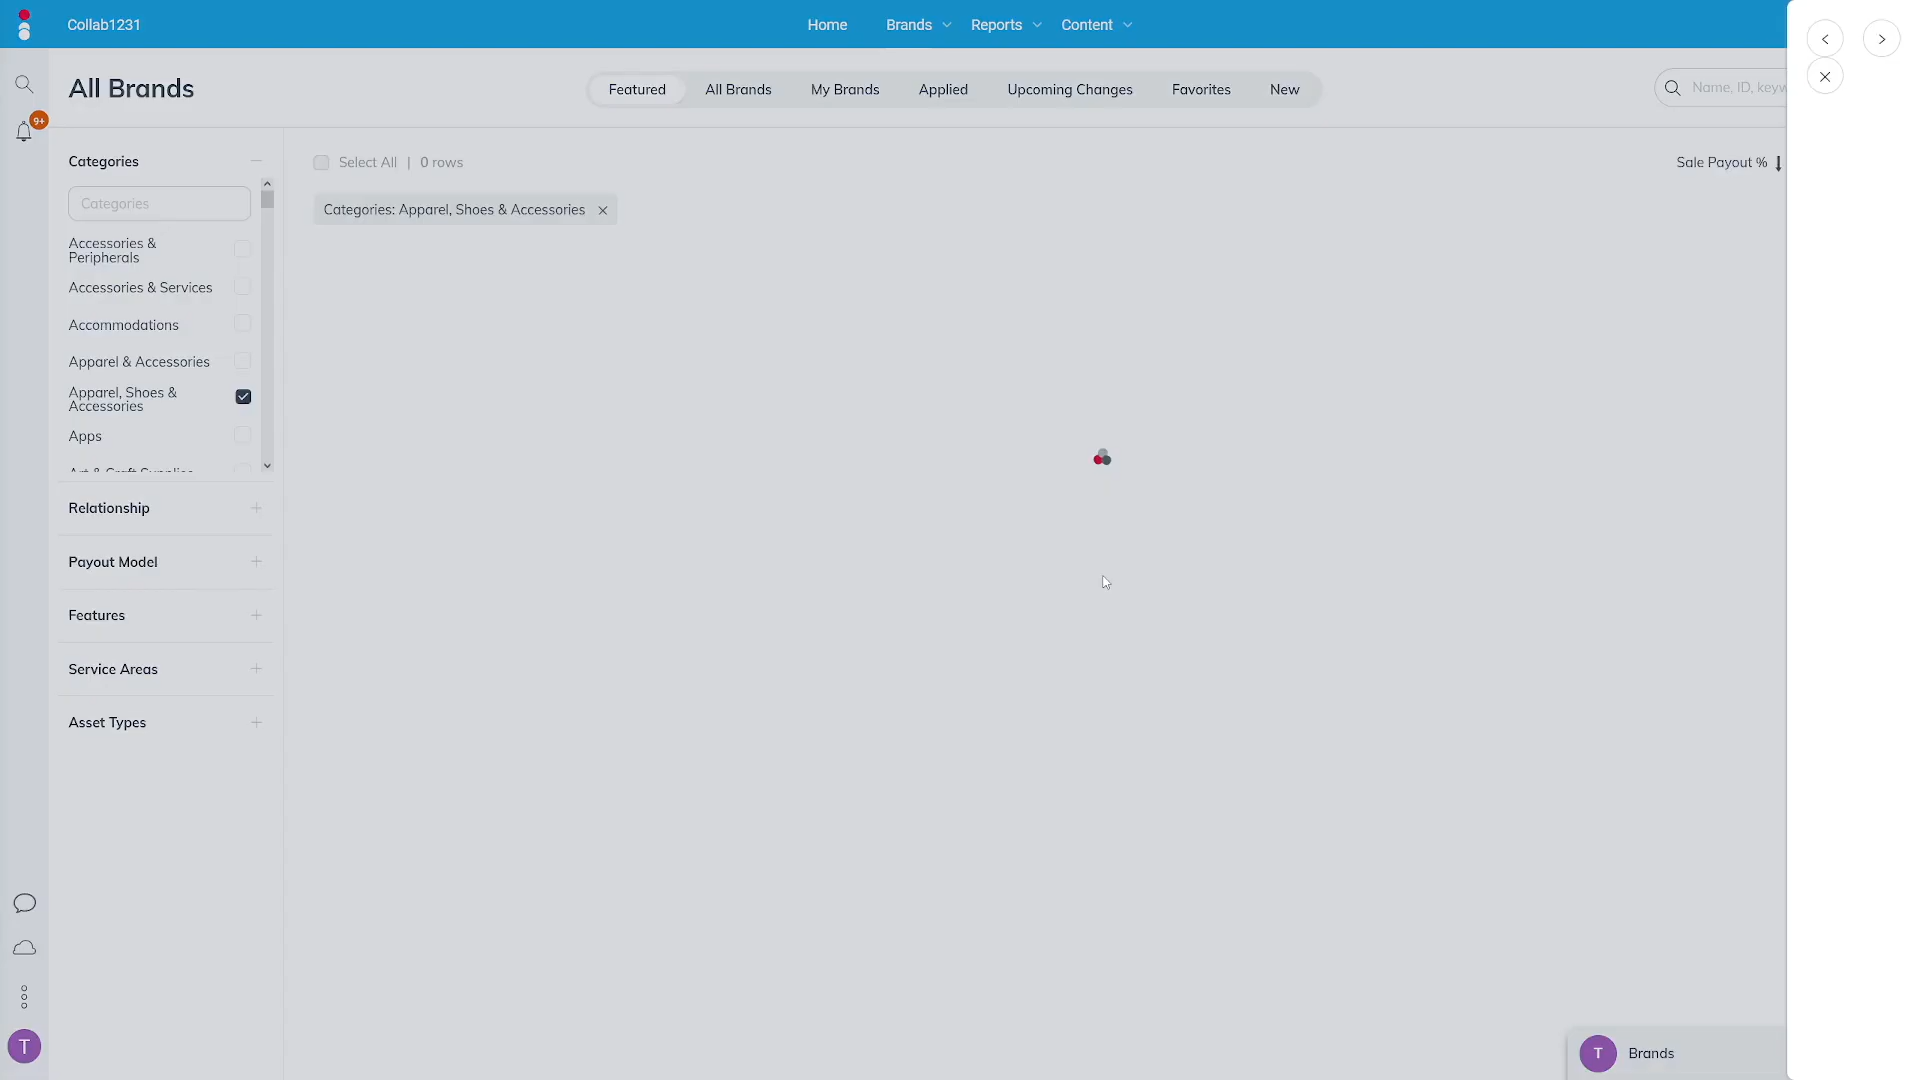 Collab1231
Home
Brands
Reports
Content
All Brands
Featured
All Brands
My Brands
Applied
Upcoming Changes
Favorites
New
Name, ID, keyw
9+
Categories
Select All | 0 rows
Sale Payout %
Categories
Categories: Apparel, Shoes & Accessories
Accessories &
Peripherals
Accessories & Services
Accommodations
Apparel & Accessories
Apparel, Shoes &
Accessories
Apps
Art & Craft Supplies
Relationship
Payout Model
Features
Service Areas
Asset Types
T
T
Brands